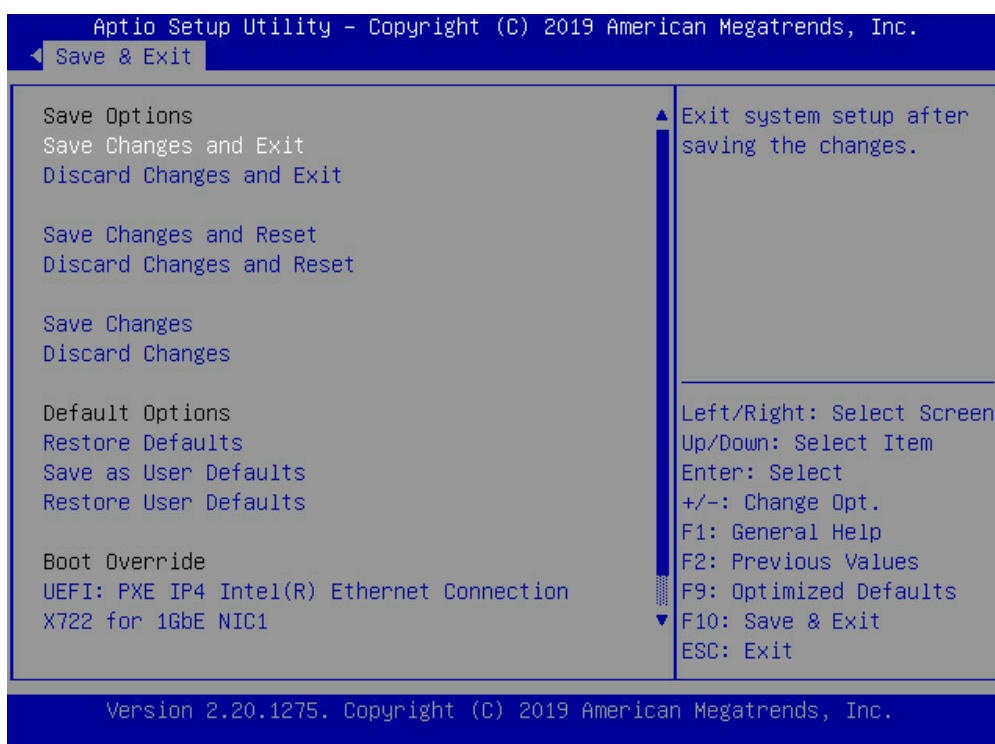 Aptio Setup Utility – Copyright (C) 2019 American Megatrends, Inc.
Save & Exit
Save Options
Save Changes and Exit
Discard Changes and Exit
Save Changes and Reset
Discard Changes and Reset
Save Changes
Discard Changes
Default Options
Restore Defaults
Save as User Defaults
Restore User Defaults
Boot Override
UEFI: PXE IP4 Intel(R) Ethernet Connection
X722 for 1GbE NIC1
Exit system setup after
saving the changes.
Left/Right: Select Screen
Up/Down: Select Item
Enter: Select
+/-: Change Opt.
F1: General Help
F2: Previous Values
F9: Optimized Defaults
F10: Save & Exit
ESC: Exit
Version 2.20.1275. Copyright (C) 2019 American Megatrends, Inc.